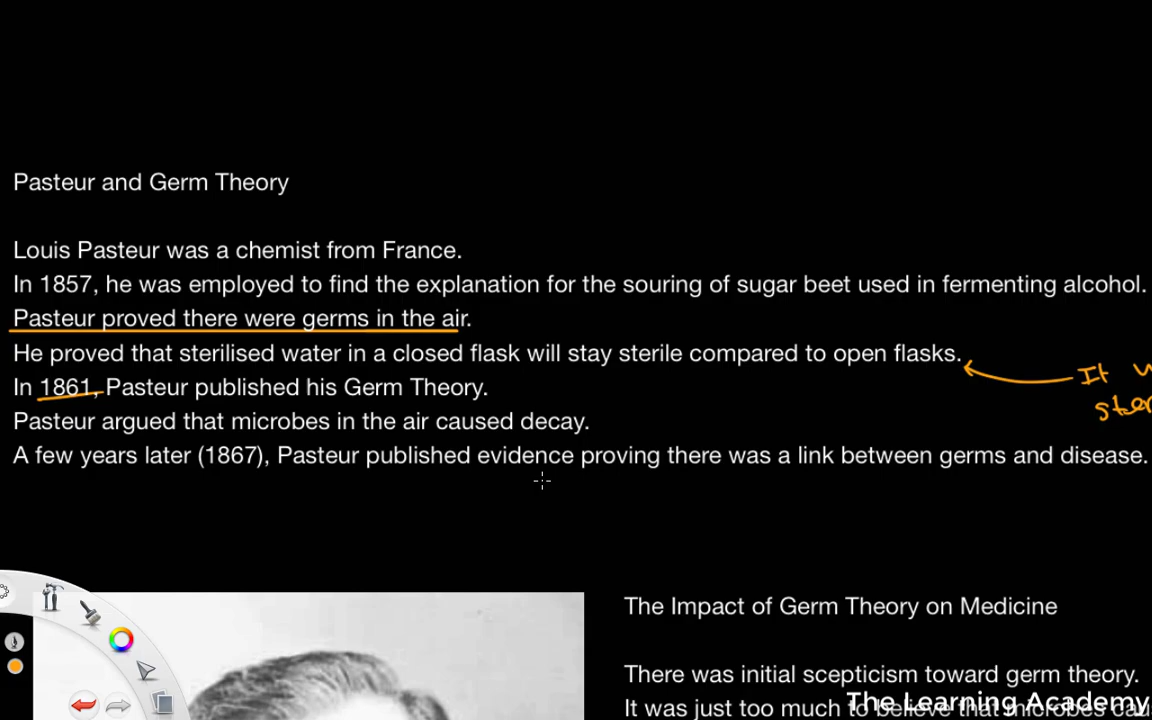 Pasteur and Germ Theory
Louis Pasteur was a chemist from France.
In 1857, he was employed to find the explanation for the souring of sugar beet used in fermenting alcohol.
Pasteur proved there were germs in the air.
He proved that sterilised water in a closed flask will stay sterile compared to open flasks.
It
In 1861, Pasteur published his Germ Theory.
Pasteur argued that microbes in the air caused decay.
A few years later (1867), Pasteur published evidence proving there was a link between germs and disease.
The Impact of Germ Theory on Medicine
There was initial scepticism toward germ theory.
It was just too much to believe that microbes
The Learning Academy